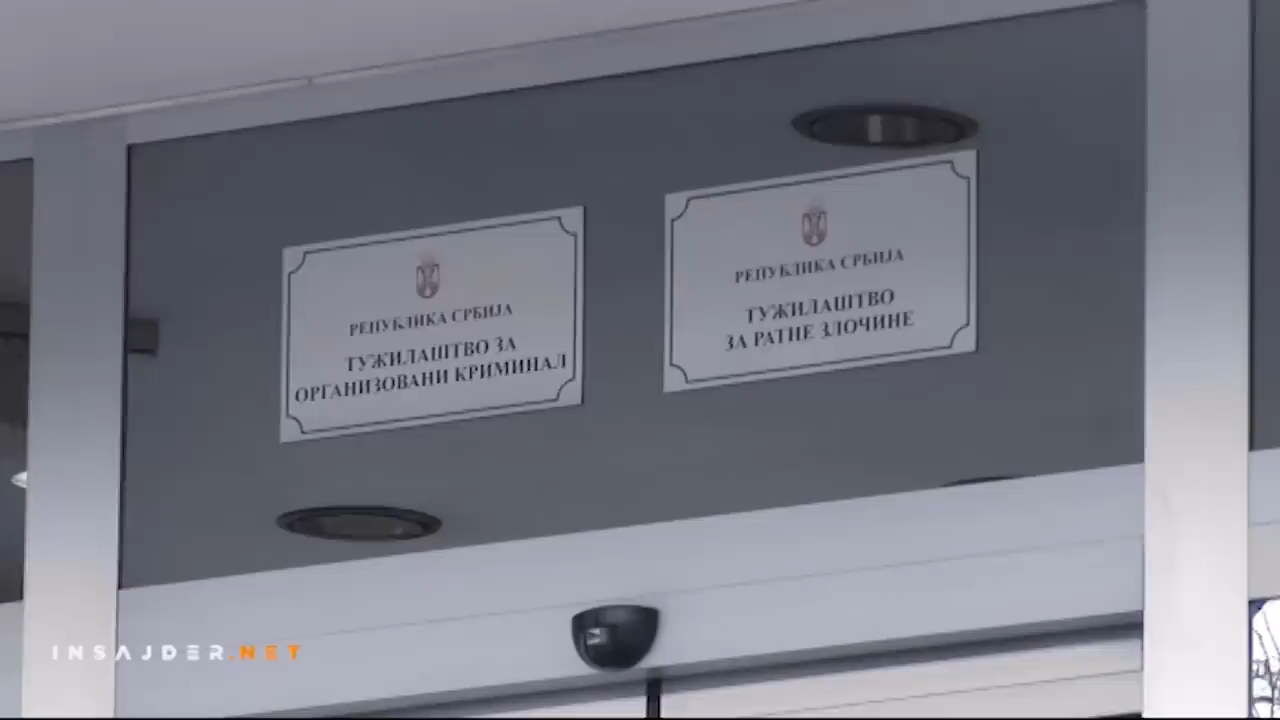 РЕПУБЛИКА СРБИЈА
ТУЖИЛАШТВО ЗА
ОРГАНИЗОВАНИ КРИМИНАЛ
РЕПУБЛИКА СРБИЈА
ТУЖИЛАШТВО
ЗА РАТНЕ ЗЛОЧИНЕ
INSAJDER.NET